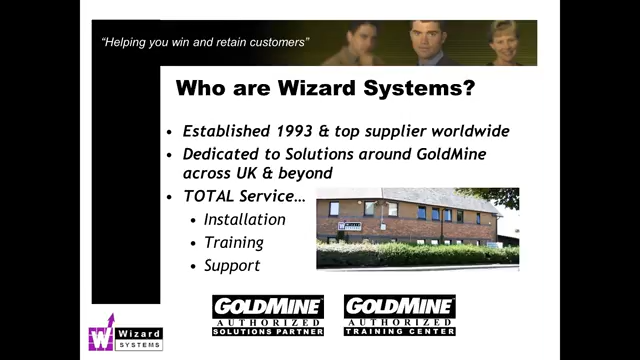 “Helping you win and retain customers”
Who are Wizard Systems?
• Established 1993 & top supplier worldwide
• Dedicated to Solutions around GoldMine
across UK & beyond
• TOTAL Service…
• Installation
• Training
• Support
GOLDMINE
AUTHORIZED
SOLUTIONS PARTNER
GOLDMINE
AUTHORIZED
TRAINING CENTER
W Wizard
SYSTEMS